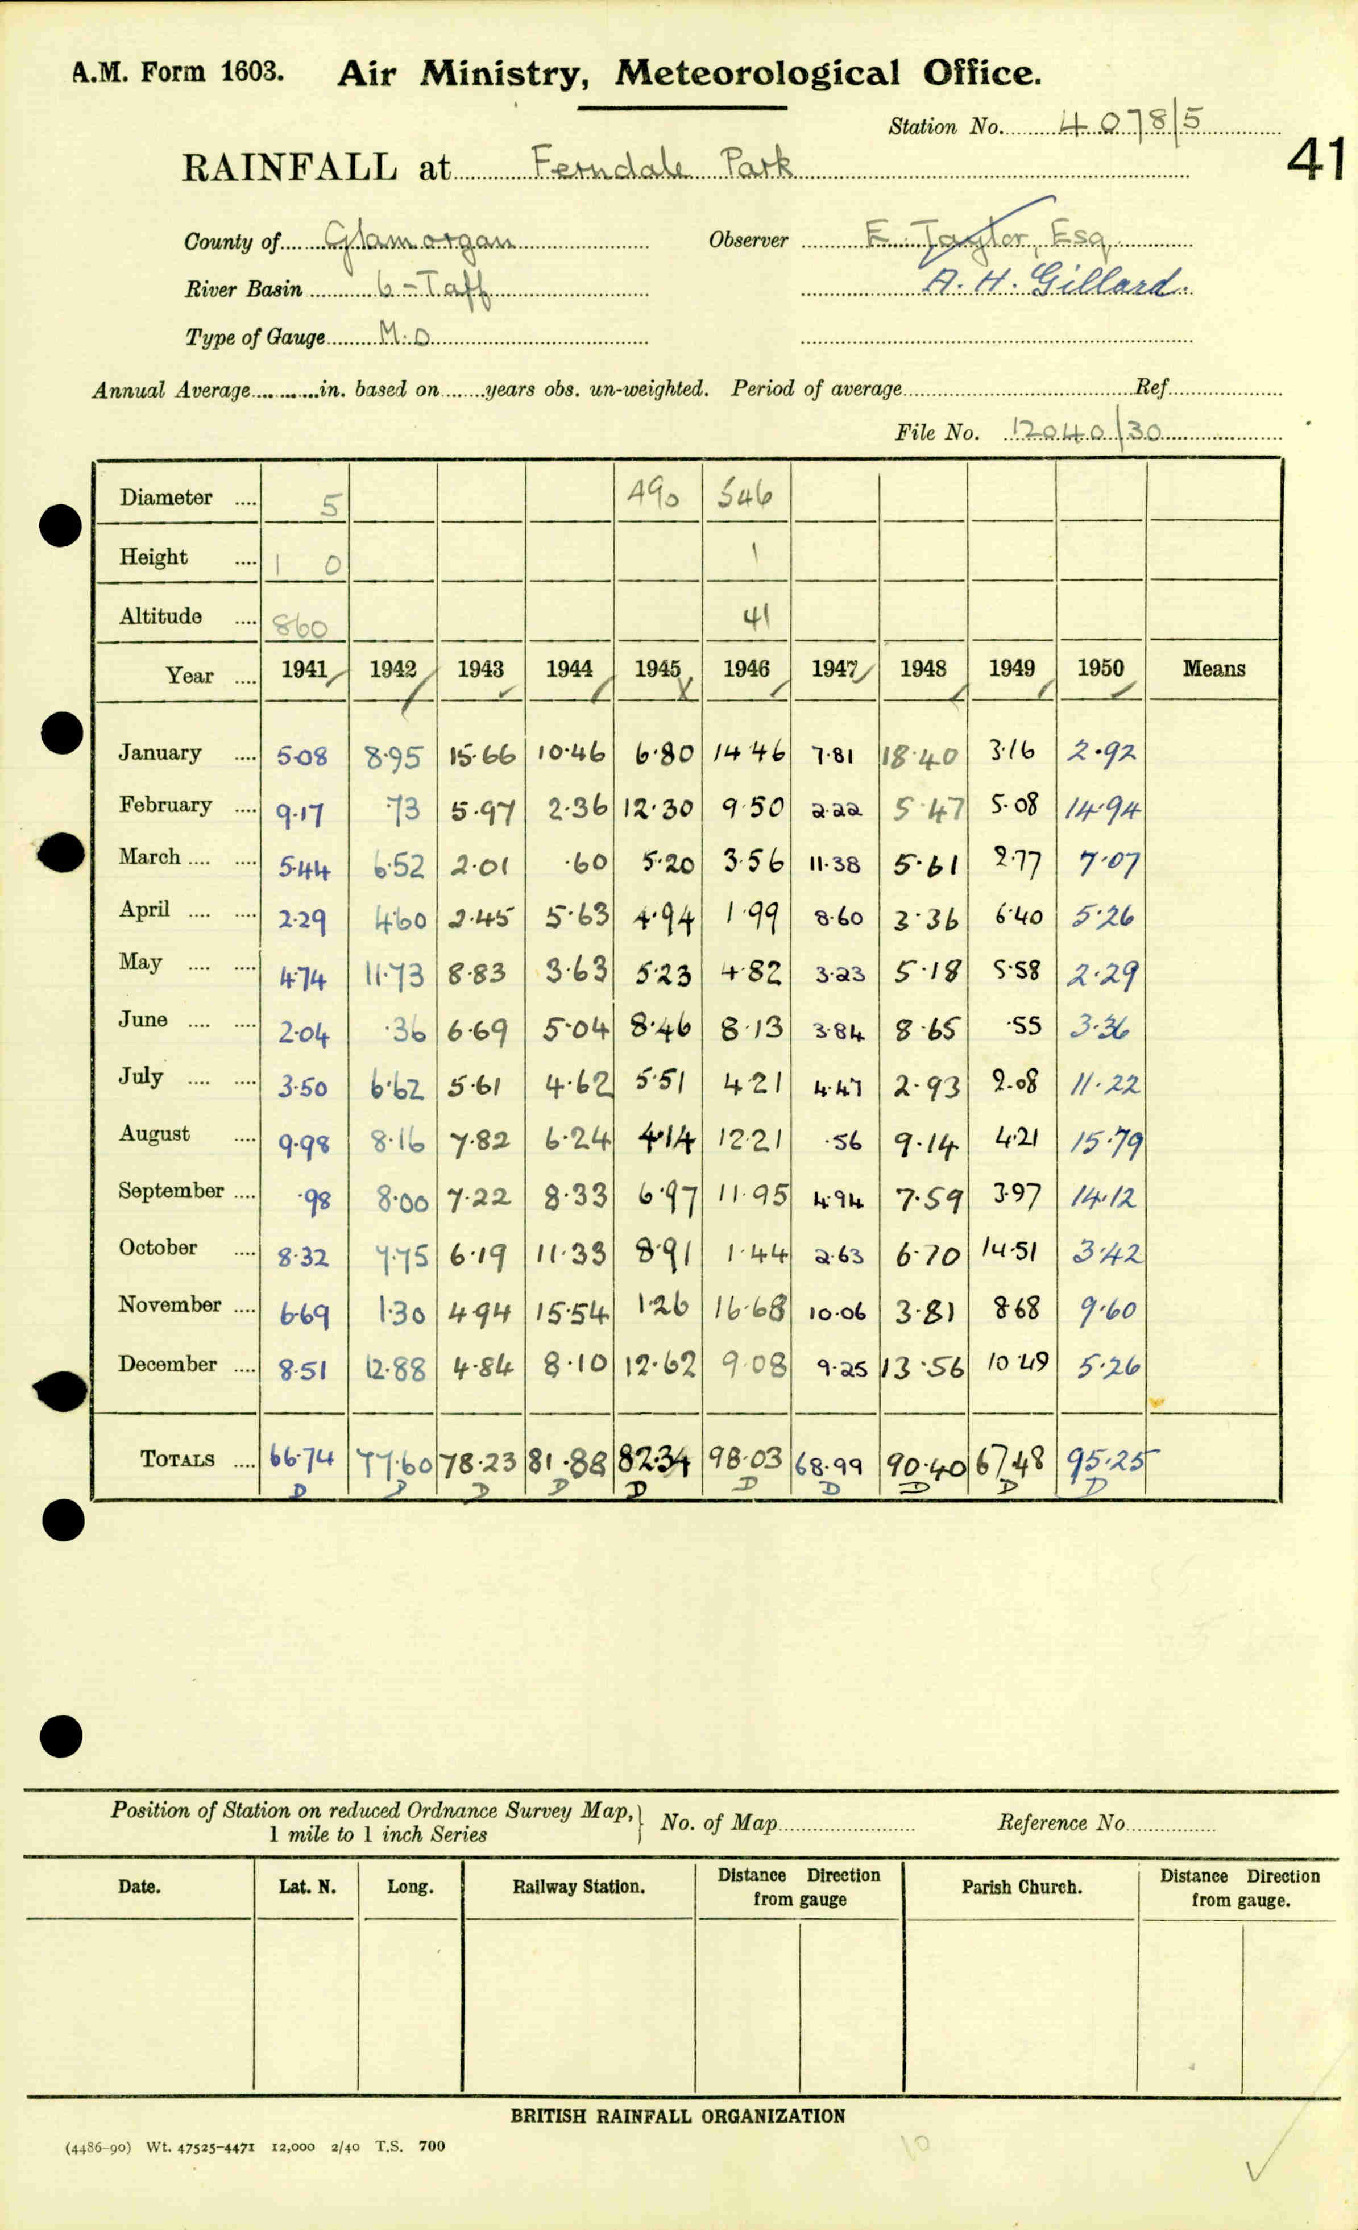 A.M. Form 1603. Air Ministry, Meteorological Office.
Station No. 4078/5
41
RAINFALL at Ferndale Park
County of Glamorgan Observer E. Taylor, Esq
River Basin 6-Taff A. H. Gillard.
Type of Gauge M.O
Annual Average in. based on years obs. un-weighted. Period of average Ref
File No. 12040/30
Diameter 5 A90 546
Height 1 0 1
Altitude 860 41
Year 1941 1942 1943 1944 1945 1946 1947 1948 1949 1950 Means
January 5.08 8.95 15.66 10.46 6.80 14.46 7.81 18.40 3.16 2.92
February 9.17 .73 5.97 2.36 12.30 9.50 2.22 5.47 5.08 14.94
March 5.44 6.52 2.01 .60 5.20 3.56 11.38 5.61 2.77 7.07
April 2.29 4.60 2.45 5.63 4.94 1.99 8.60 3.36 6.40 5.26
May 4.74 11.73 8.83 3.63 5.23 4.82 3.23 5.18 5.58 2.29
June 2.04 .36 6.69 5.04 8.46 8.13 3.84 8.65 .55 3.36
July 3.50 6.62 5.61 4.62 5.51 4.21 4.47 2.93 2.08 11.22
August 9.98 8.16 7.82 6.24 4.14 12.21 .56 9.14 4.21 15.79
September .98 8.00 7.22 8.33 6.97 11.95 4.94 7.59 3.97 14.12
October 8.32 7.75 6.19 11.33 8.91 1.44 2.63 6.70 14.51 3.42
November 6.69 1.30 4.94 15.54 1.26 16.68 10.06 3.81 8.68 9.60
December 8.51 12.88 4.84 8.10 12.62 9.08 9.25 13.56 10.49 5.26
TOTALS 66.74 77.60 78.23 81.88 82.34 98.03 68.99 90.40 67.48 95.25
D D D D D D D D D D
Position of Station on reduced Ordnance Survey Map, 1 mile to 1 inch Series No. of Map Reference No.
Date. Lat. N. Long. Railway Station. Distance Direction from gauge Parish Church. Distance Direction from gauge.
BRITISH RAINFALL ORGANIZATION
(4486-90) Wt. 47525-4471 12,000 2/40 T.S. 700
10